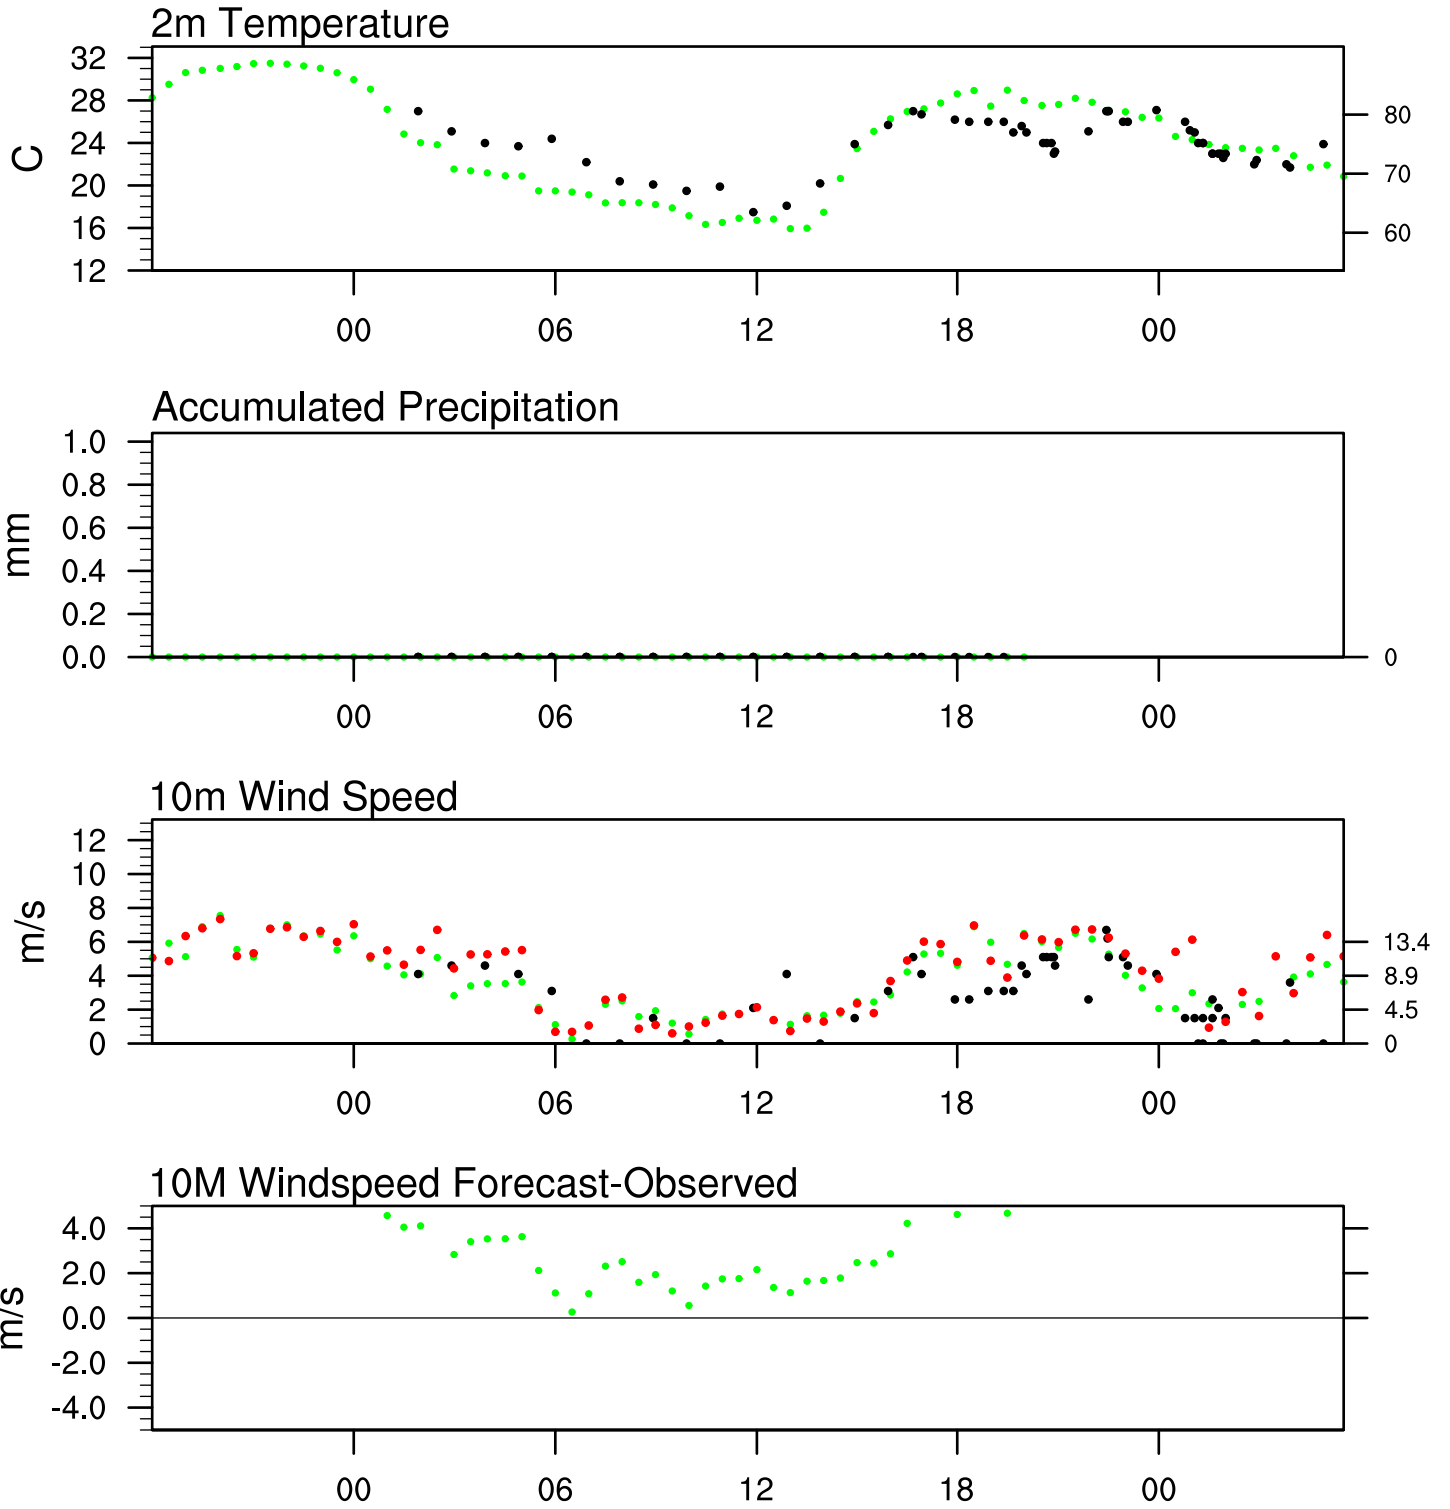 2m Temperature
32
28
24
20
16
12
C
80
70
60
00 06 12 18 00
Accumulated Precipitation
1.0
0.8
0.6
0.4
0.2
0.0
mm
0
00 06 12 18 00
10m Wind Speed
12
10
8
6
4
2
0
m/s
13.4
8.9
4.5
0
00 06 12 18 00
10M Windspeed Forecast-Observed
4.0
2.0
0.0
-2.0
-4.0
m/s
00 06 12 18 00